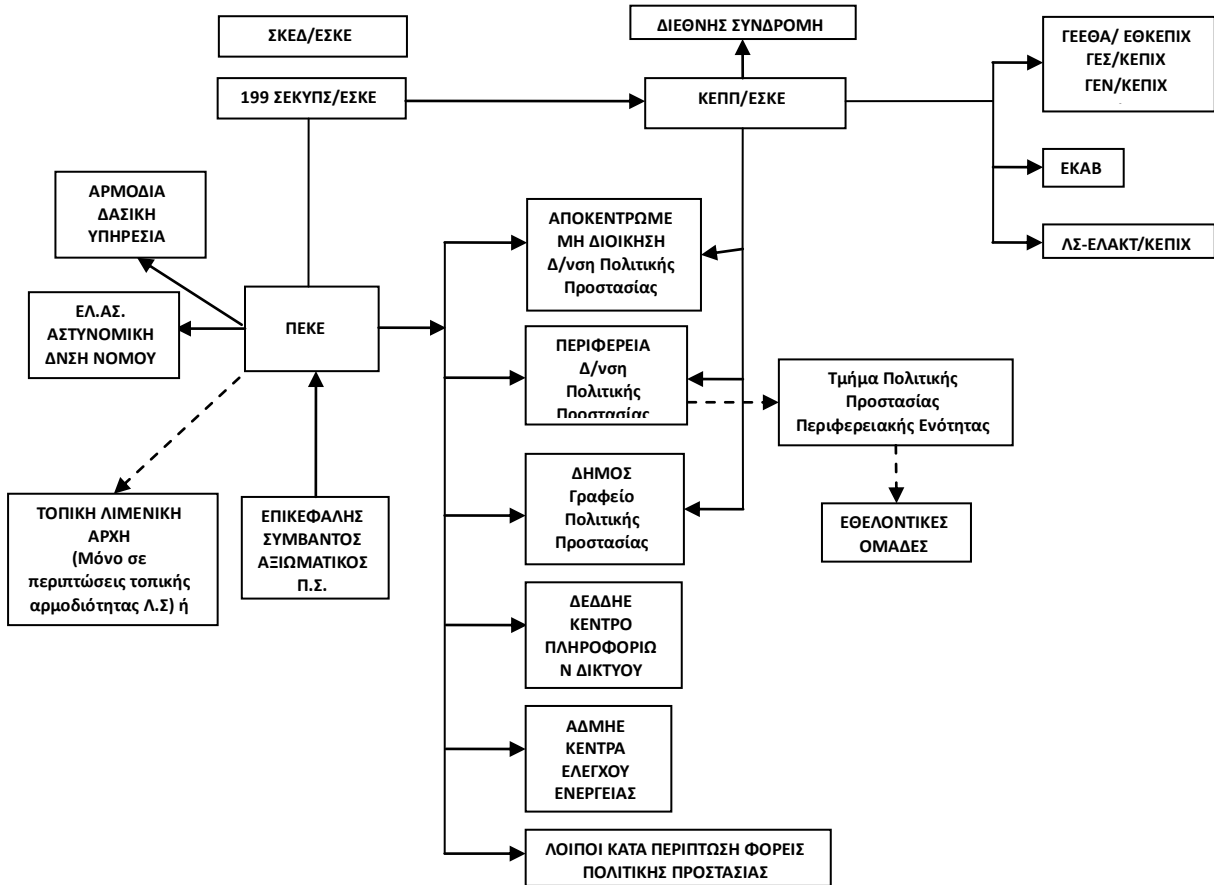 ΣΚΕΔ/ΕΣΚΕ
ΔΙΕΘΝΗΣ ΣΥΝΔΡΟΜΗ
ΓΕΕΘΑ/ ΕΘΚΕΠΙΧ
ΓΕΣ/ΚΕΠΙΧ
ΓΕΝ/ΚΕΠΙΧ
199 ΣΕΚΥΠΣ/ΕΣΚΕ
ΚΕΠΠ/ΕΣΚΕ
ΕΚΑΒ
ΛΣ-ΕΛΑΚΤ/ΚΕΠΙΧ
ΑΡΜΟΔΙΑ
ΔΑΣΙΚΗ
ΥΠΗΡΕΣΙΑ
ΑΠΟΚΕΝΤΡΩΜΕ
ΜΗ ΔΙΟΙΚΗΣΗ
Δ/νση Πολιτικής
Προστασίας
ΕΛ.ΑΣ.
ΑΣΤΥΝΟΜΙΚΗ
ΔΝΣΗ ΝΟΜΟΥ
ΠΕΚΕ
ΠΕΡΙΦΕΡΕΙΑ
Δ/νση
Πολιτικής
Προστασίας
Τμήμα Πολιτικής
Προστασίας
Περιφερειακής Ενότητας
ΤΟΠΙΚΗ ΛΙΜΕΝΙΚΗ
ΑΡΧΗ
(Μόνο σε
περιπτώσεις τοπικής
αρμοδιότητας Λ.Σ) ή
ΕΠΙΚΕΦΑΛΗΣ
ΣΥΜΒΑΝΤΟΣ
ΑΞΙΩΜΑΤΙΚΟΣ
Π.Σ.
ΔΗΜΟΣ
Γραφείο
Πολιτικής
Προστασίας
ΕΘΕΛΟΝΤΙΚΕΣ
ΟΜΑΔΕΣ
ΔΕΔΔΗΕ
ΚΕΝΤΡΟ
ΠΛΗΡΟΦΟΡΙΩ
Ν ΔΙΚΤΥΟΥ
ΑΔΜΗΕ
ΚΕΝΤΡΑ
ΕΛΕΓΧΟΥ
ΕΝΕΡΓΕΙΑΣ
ΛΟΙΠΟΙ ΚΑΤΑ ΠΕΡΙΠΤΩΣΗ ΦΟΡΕΙΣ
ΠΟΛΙΤΙΚΗΣ ΠΡΟΣΤΑΣΙΑΣ